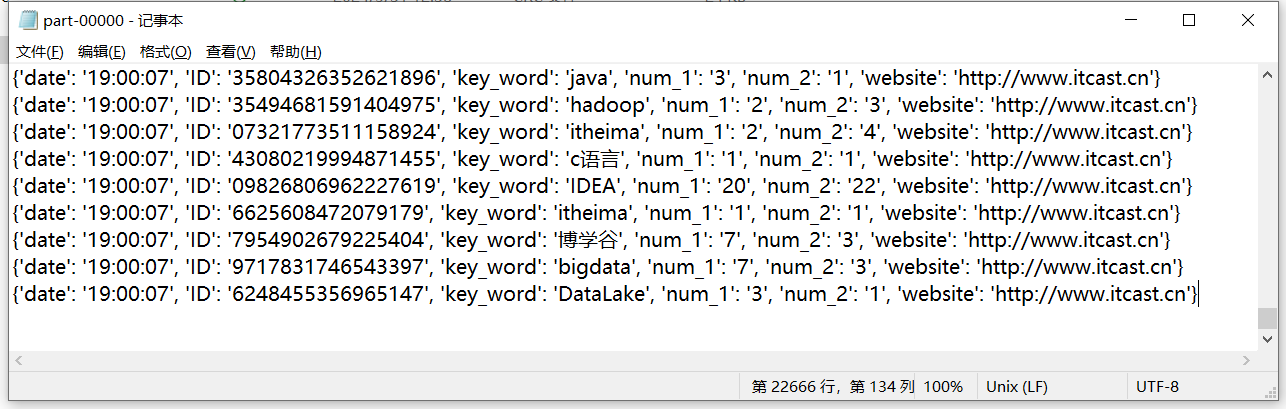 part-00000 - 记事本
文件(F) 编辑(E) 格式(O) 查看(V) 帮助(H)
{'date': '19:00:07', 'ID': '35804326352621896', 'key_word': 'java', 'num_1': '3', 'num_2': '1', 'website': 'http://www.itcast.cn'}
{'date': '19:00:07', 'ID': '35494681591404975', 'key_word': 'hadoop', 'num_1': '2', 'num_2': '3', 'website': 'http://www.itcast.cn'}
{'date': '19:00:07', 'ID': '07321773511158924', 'key_word': 'itheima', 'num_1': '2', 'num_2': '4', 'website': 'http://www.itcast.cn'}
{'date': '19:00:07', 'ID': '43080219994871455', 'key_word': 'c语言', 'num_1': '1', 'num_2': '1', 'website': 'http://www.itcast.cn'}
{'date': '19:00:07', 'ID': '09826806962227619', 'key_word': 'IDEA', 'num_1': '20', 'num_2': '22', 'website': 'http://www.itcast.cn'}
{'date': '19:00:07', 'ID': '6625608472079179', 'key_word': 'itheima', 'num_1': '1', 'num_2': '1', 'website': 'http://www.itcast.cn'}
{'date': '19:00:07', 'ID': '7954902679225404', 'key_word': '博学谷', 'num_1': '7', 'num_2': '3', 'website': 'http://www.itcast.cn'}
{'date': '19:00:07', 'ID': '9717831746543397', 'key_word': 'bigdata', 'num_1': '7', 'num_2': '3', 'website': 'http://www.itcast.cn'}
{'date': '19:00:07', 'ID': '6248455356965147', 'key_word': 'DataLake', 'num_1': '3', 'num_2': '1', 'website': 'http://www.itcast.cn'}
第 22666 行，第 134 列 100% Unix (LF) UTF-8